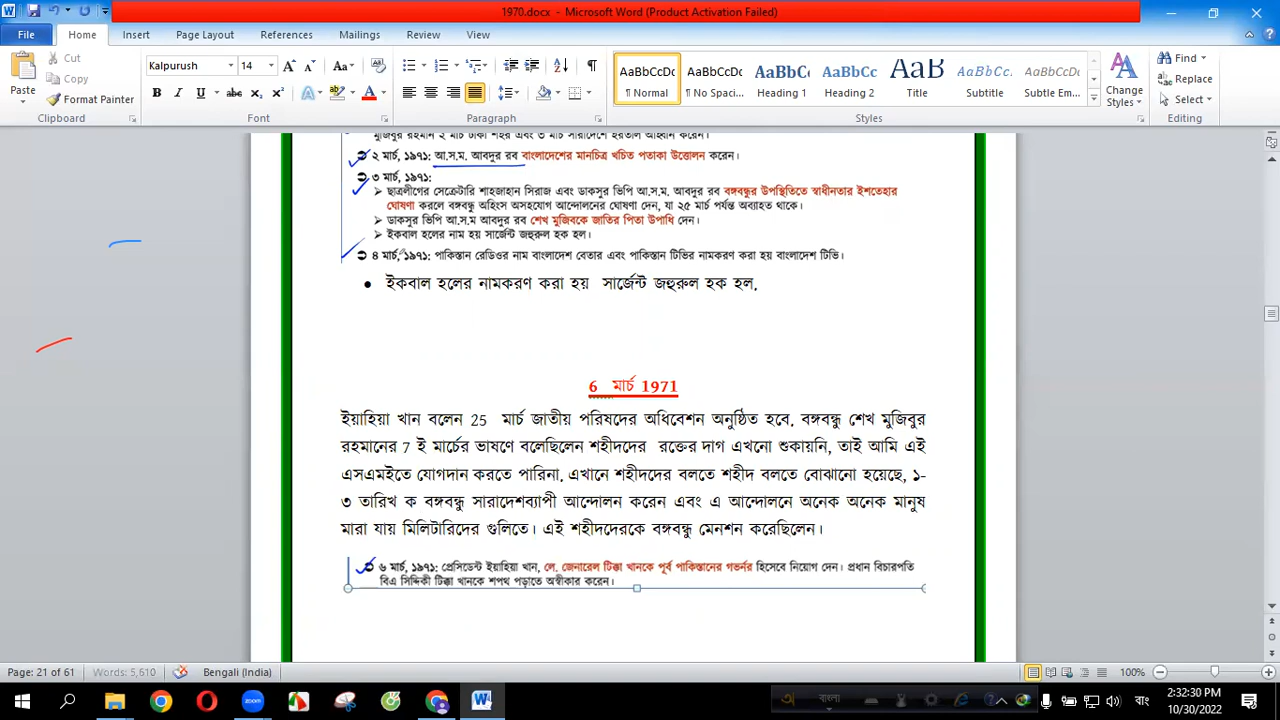 1970.docx - Microsoft Word (Product Activation Failed)
File Home Insert Page Layout References Mailings Review View
Cut
Copy
Format Painter
Paste
Clipboard
Kalpurush 14
Font
Paragraph
AaBbCcDc AaBbCcDc AaBbCc AaBbCc AaB AaBbCcDc AaBbCcDc
¶ Normal ¶ No Spaci... Heading 1 Heading 2 Title Subtitle Subtle Em...
Styles
Change Styles
Find
Replace
Select
Editing
মুজিবুর রহমান ২ মার্চ ঢাকা শহর এবং ৩ মার্চ সারাদেশে হরতাল আহ্বান করেন।
২ মার্চ, ১৯৭১: আ.স.ম. আবদুর রব বাংলাদেশের মানচিত্র খচিত পতাকা উত্তোলন করেন।
৩ মার্চ, ১৯৭১:
➢ ছাত্রলীগের সেক্রেটারি শাহজাহান সিরাজ এবং ডাকসুর ভিপি আ.স.ম. আবদুর রব বঙ্গবন্ধুর উপস্থিতিতে স্বাধীনতার ইশতেহার
ঘোষণা করলে বঙ্গবন্ধু অহিংস অসহযোগ আন্দোলনের ঘোষণা দেন, যা ২৫ মার্চ পর্যন্ত অব্যাহত থাকে।
➢ ডাকসুর ভিপি আ.স.ম আবদুর রব শেখ মুজিবকে জাতির পিতা উপাধি দেন।
➢ ইকবাল হলের নাম হয় সার্জেন্ট জহুরুল হক হল।
৪ মার্চ, ১৯৭১: পাকিস্তান রেডিওর নাম বাংলাদেশ বেতার এবং পাকিস্তান টিভির নামকরণ করা হয় বাংলাদেশ টিভি।
• ইকবাল হলের নামকরণ করা হয় সার্জেন্ট জহুরুল হক হল.
6 মার্চ 1971
ইয়াহিয়া খান বলেন 25 মার্চ জাতীয় পরিষদের অধিবেশন অনুষ্ঠিত হবে. বঙ্গবন্ধু শেখ মুজিবুর
রহমানের 7 ই মার্চের ভাষণে বলেছিলেন শহীদদের রক্তের দাগ এখনো শুকায়নি, তাই আমি এই
এসএমইতে যোগদান করতে পারিনা. এখানে শহীদদের বলতে শহীদ বলতে বোঝানো হয়েছে, ১-
৩ তারিখ ক বঙ্গবন্ধু সারাদেশব্যাপী আন্দোলন করেন এবং এ আন্দোলনে অনেক অনেক মানুষ
মারা যায় মিলিটারিদের গুলিতে। এই শহীদদেরকে বঙ্গবন্ধু মেনশন করেছিলেন।
৬ মার্চ, ১৯৭১: প্রেসিডেন্ট ইয়াহিয়া খান, লে. জেনারেল টিক্কা খানকে পূর্ব পাকিস্তানের গভর্নর হিসেবে নিয়োগ দেন। প্রধান বিচারপতি
বিএ সিদ্দিকী টিক্কা খানকে শপথ পড়াতে অস্বীকার করেন।
Page: 21 of 61 Words: 5,610 Bengali (India) 100%
zoom
বাংলা
বাং
2:32:30 PM
10/30/2022